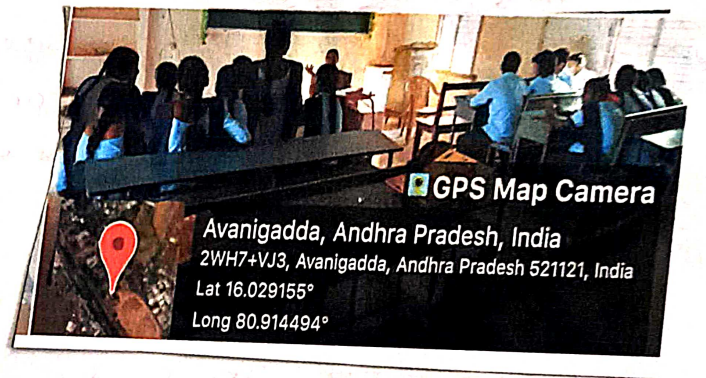 GPS Map Camera
Avanigadda, Andhra Pradesh, India
2WH7+VJ3, Avanigadda, Andhra Pradesh 521121, India
Lat 16.029155°
Long 80.914494°